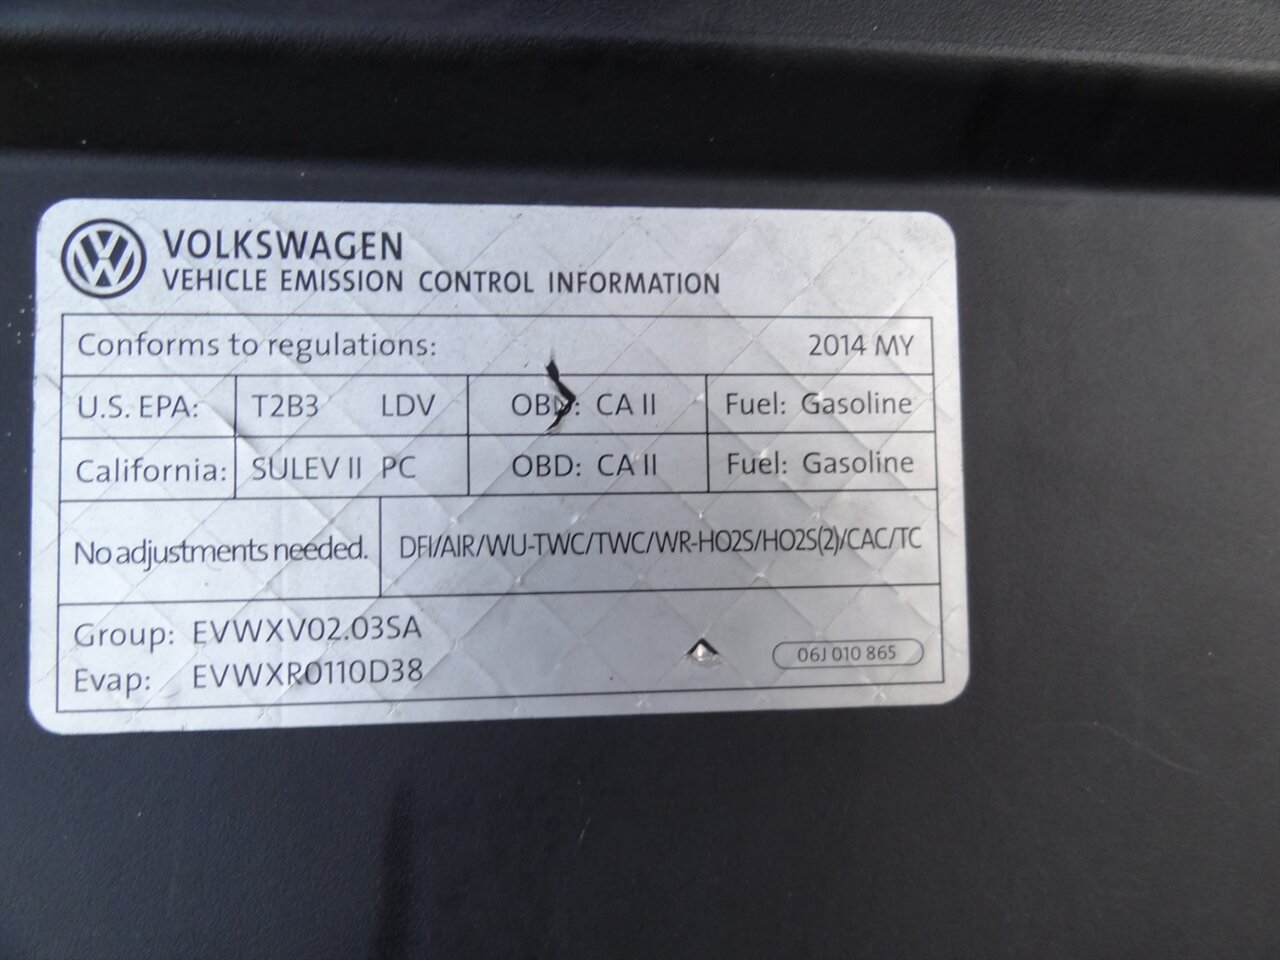 VOLKSWAGEN
VEHICLE EMISSION CONTROL INFORMATION
Conforms to regulations: 2014 MY
U.S. EPA: T2B3 LDV OBD: CA II Fuel: Gasoline
California: SULEV II PC OBD: CA II Fuel: Gasoline
No adjustments needed. DFI/AIR/WU-TWC/TWC/WR-HO2S/HO2S(2)/CAC/TC
Group: EVWXV02.03SA
Evap: EVWXR0110D38
06J 010 865